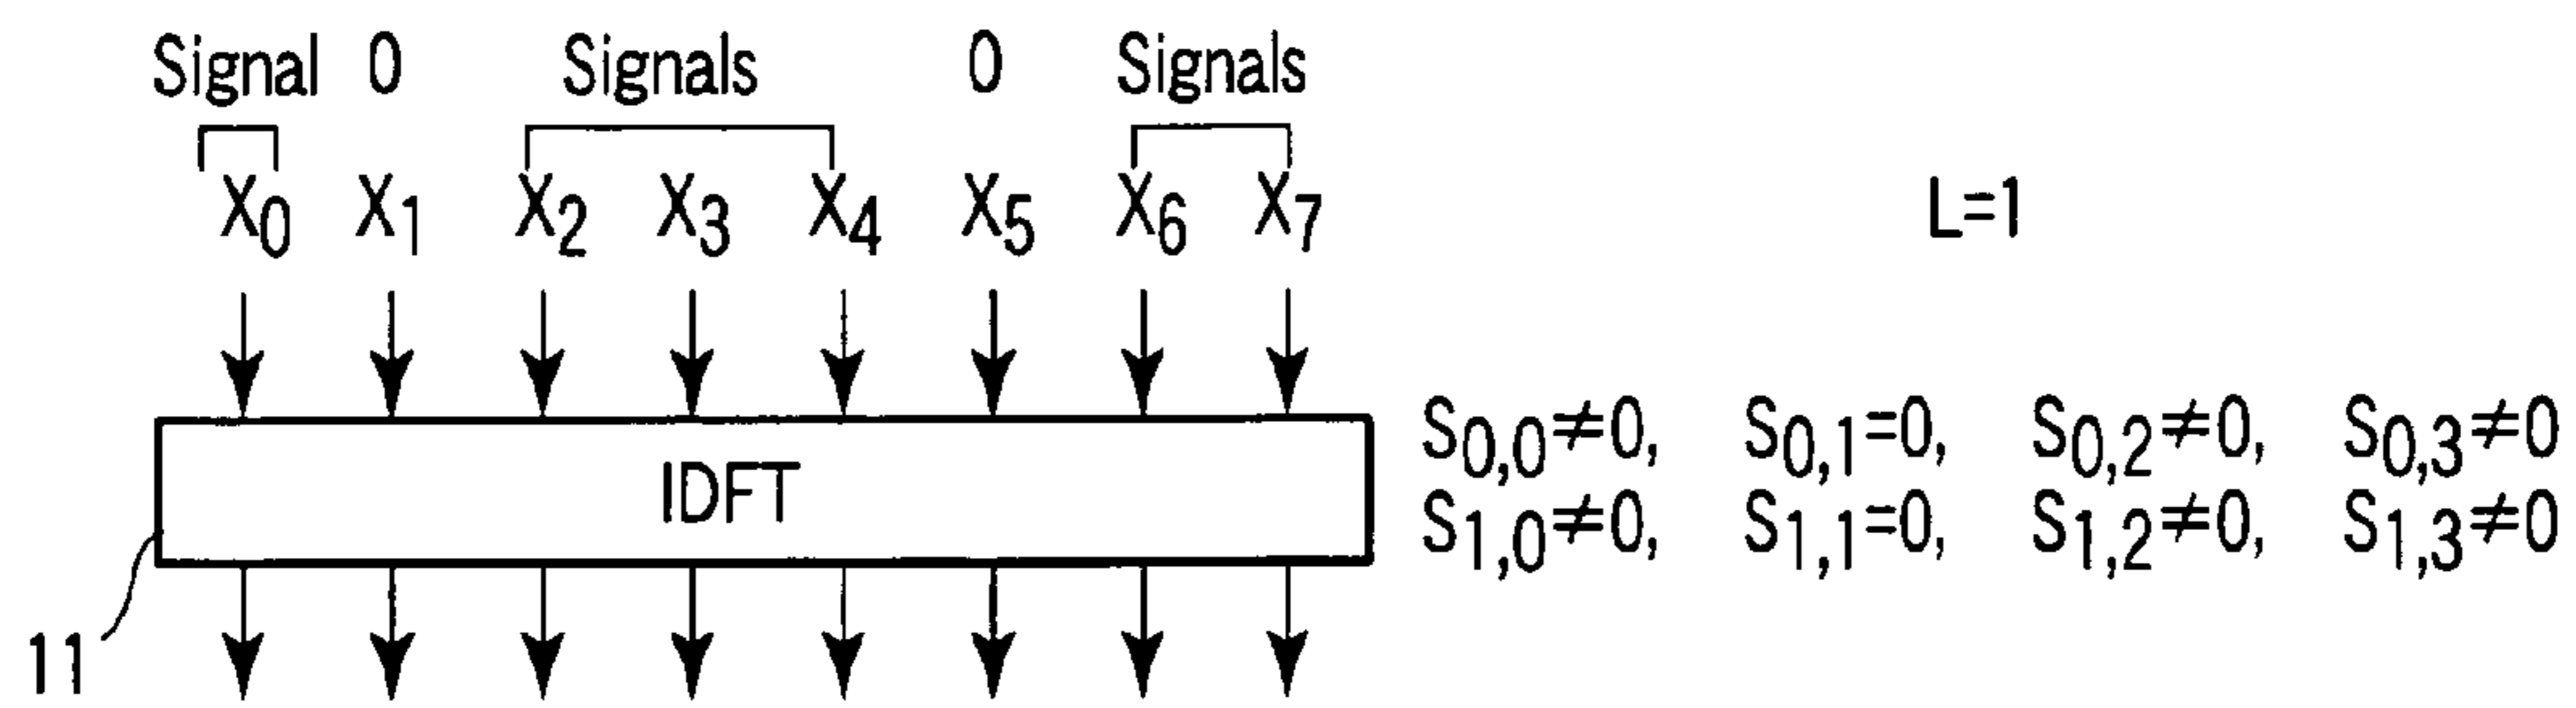 Signal 0 Signals 0 Signals
X0 X1 X2 X3 X4 X5 X6 X7
L=1
IDFT
S0,0≠0, S0,1=0, S0,2≠0, S0,3≠0
S1,0≠0, S1,1=0, S1,2≠0, S1,3≠0
11